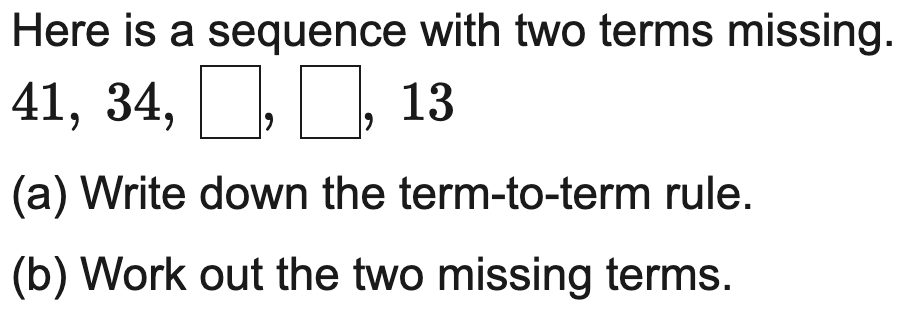 Here is a sequence with two terms missing.
41, 34, □, □, 13
(a) Write down the term-to-term rule.
(b) Work out the two missing terms.